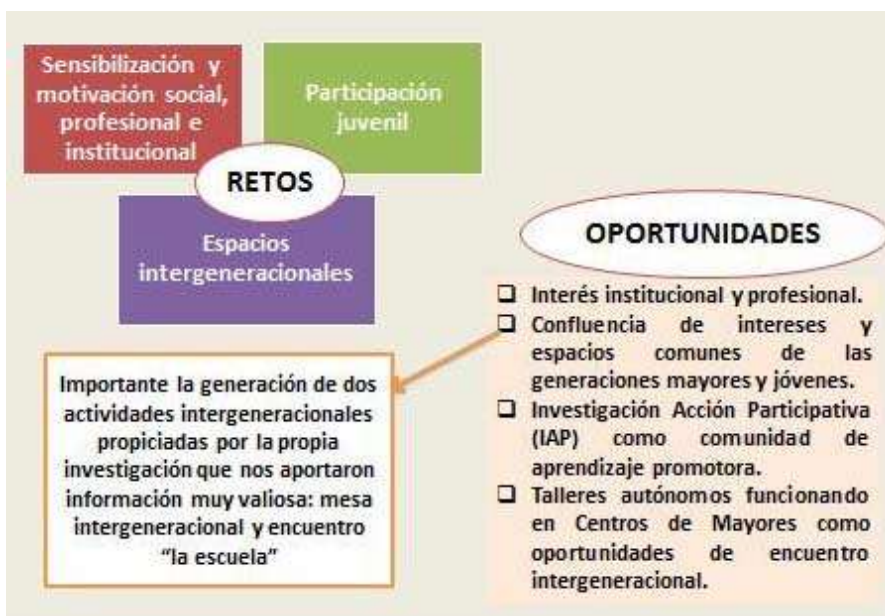 Sensibilización y
motivación social,
profesional e
institucional
Participación
juvenil
RETOS
Espacios
intergeneracionales
OPORTUNIDADES
❑ Interés institucional y profesional.
❑ Confluencia de intereses y
espacios comunes de las
generaciones mayores y jóvenes.
❑ Investigación Acción Participativa
(IAP) como comunidad de
aprendizaje promotora.
❑ Talleres autónomos funcionando
en Centros de Mayores como
oportunidades de encuentro
intergeneracional.
Importante la generación de dos
actividades intergeneracionales
propiciadas por la propia
investigación que nos aportaron
información muy valiosa: mesa
intergeneracional y encuentro
“la escuela”